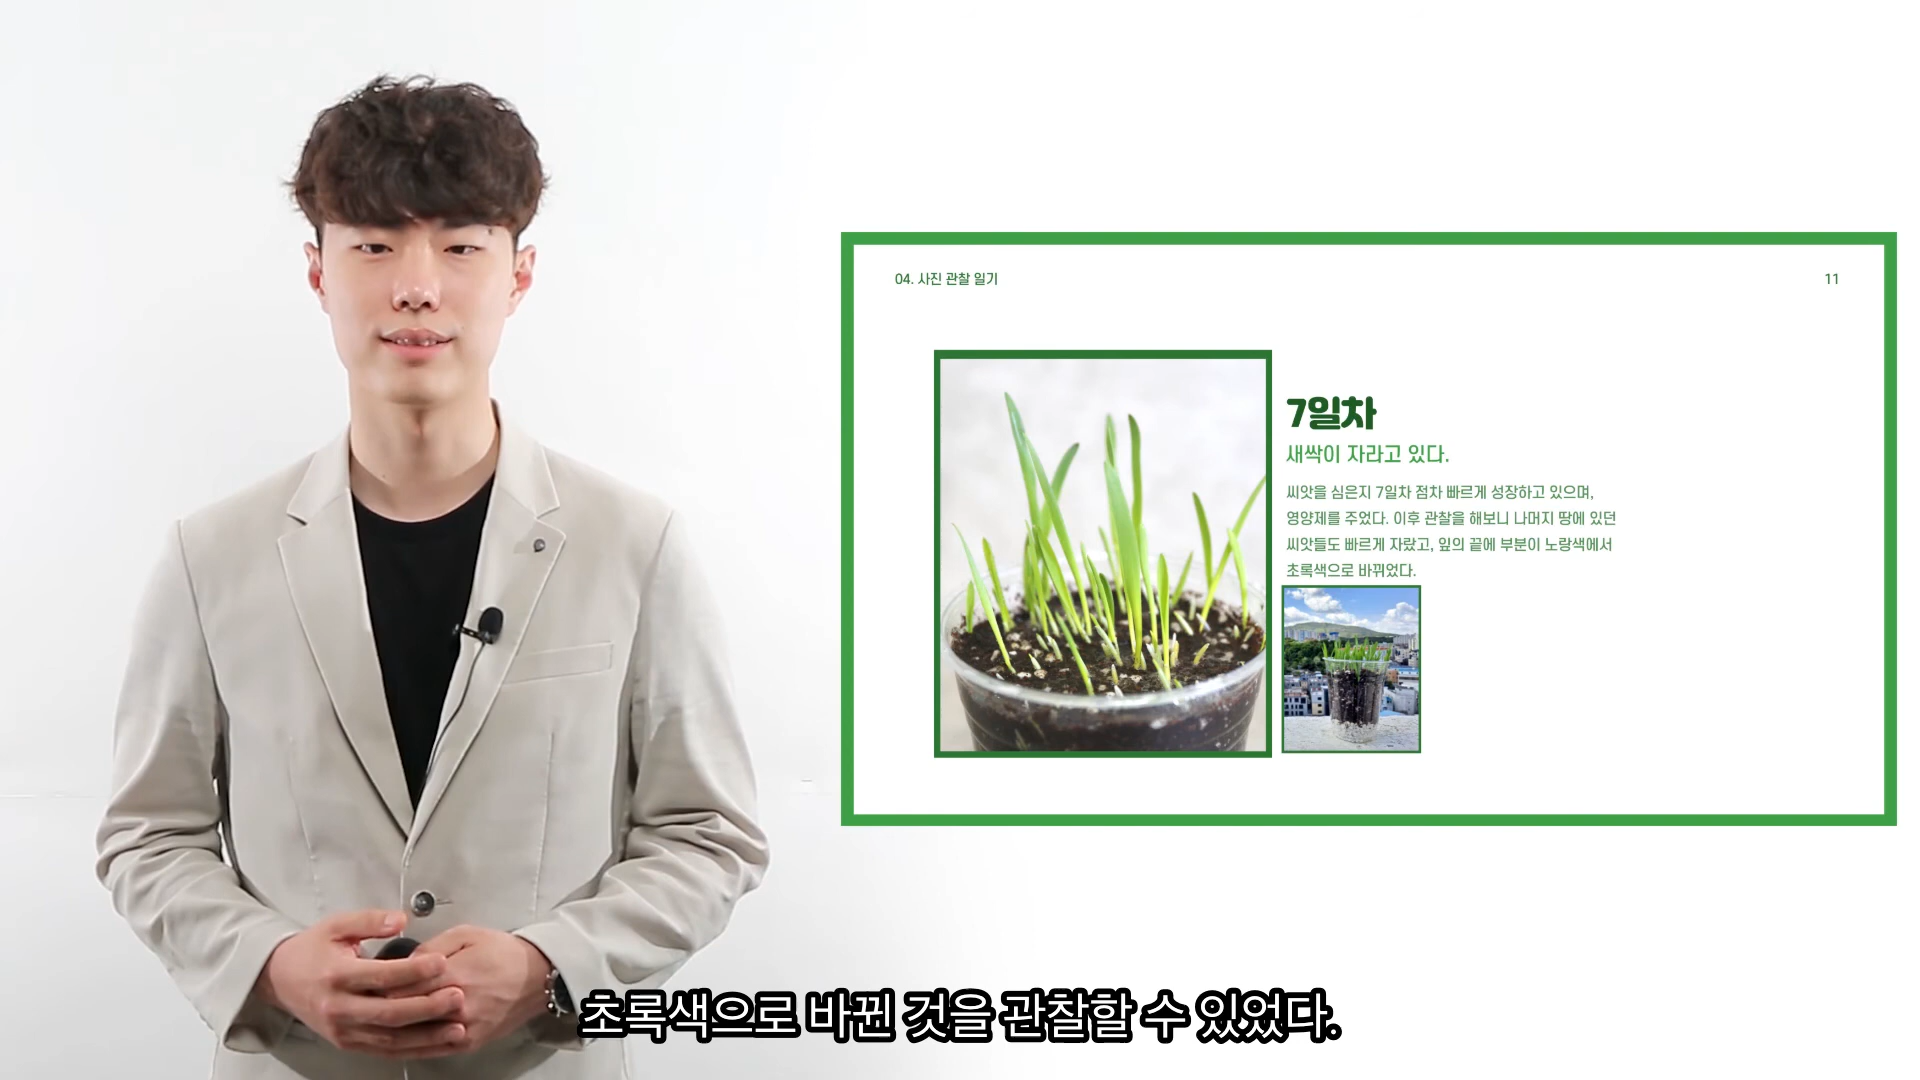 04. 사진 관찰 일기
11
7일차
새싹이 자라고 있다.
씨앗을 심은지 7일차 점차 빠르게 성장하고 있으며,
영양제를 주었다. 이후 관찰을 해보니 나머지 땅에 있던
씨앗들도 빠르게 자랐고, 잎의 끝에 부분이 노랑색에서
초록색으로 바뀌었다.
초록색으로 바뀐 것을 관찰할 수 있었다.